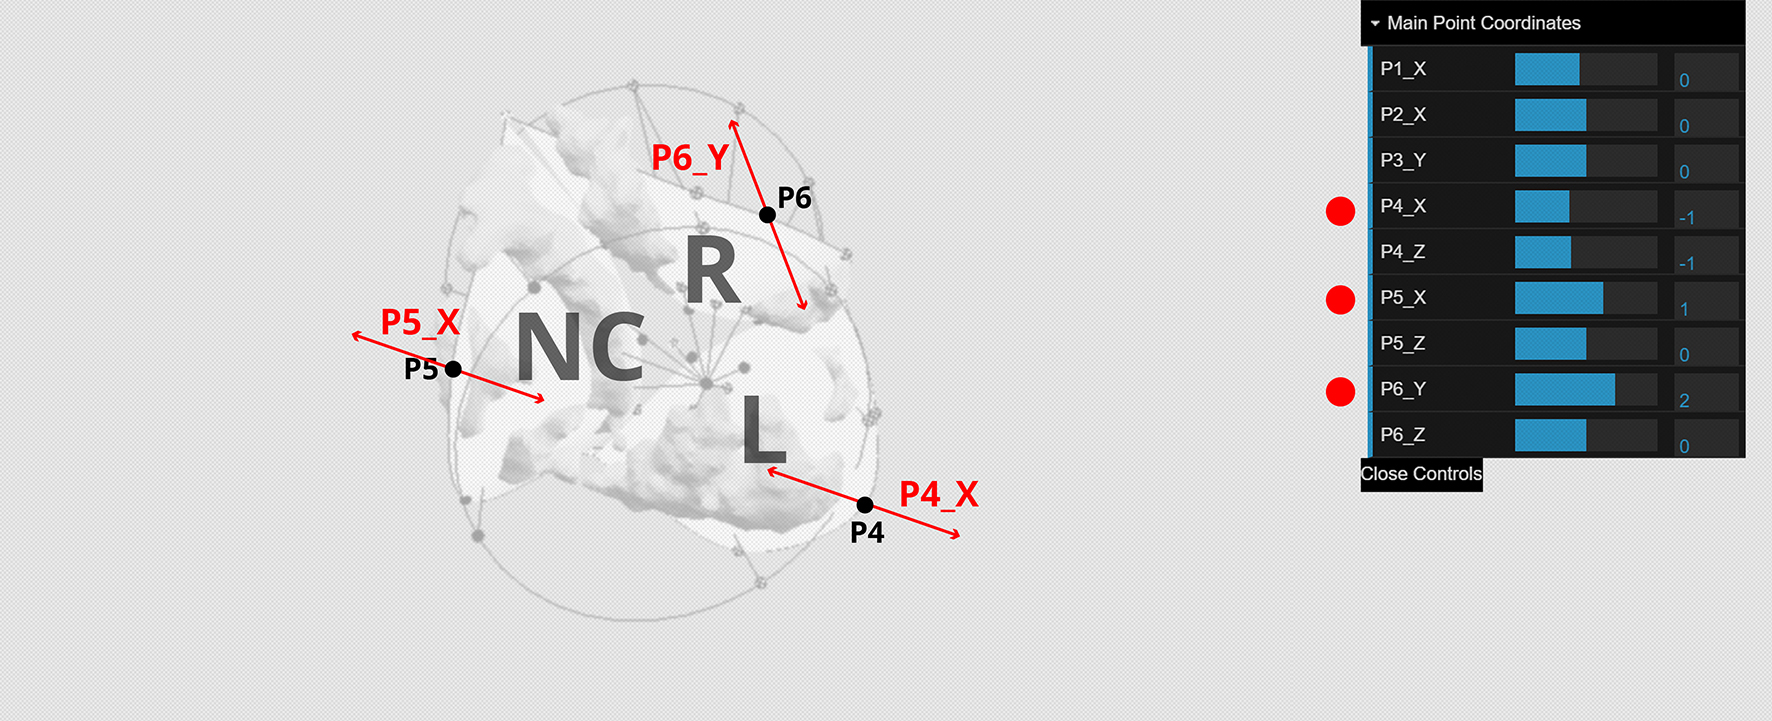 Main Point Coordinates
P1_X 0
P2_X 0
P3_Y 0
P4_X -1
P4_Z -1
P5_X 1
P5_Z 0
P6_Y 2
P6_Z 0
Close Controls
P6_Y
P6
R
P5_X
NC
P5
L
P4_X
P4